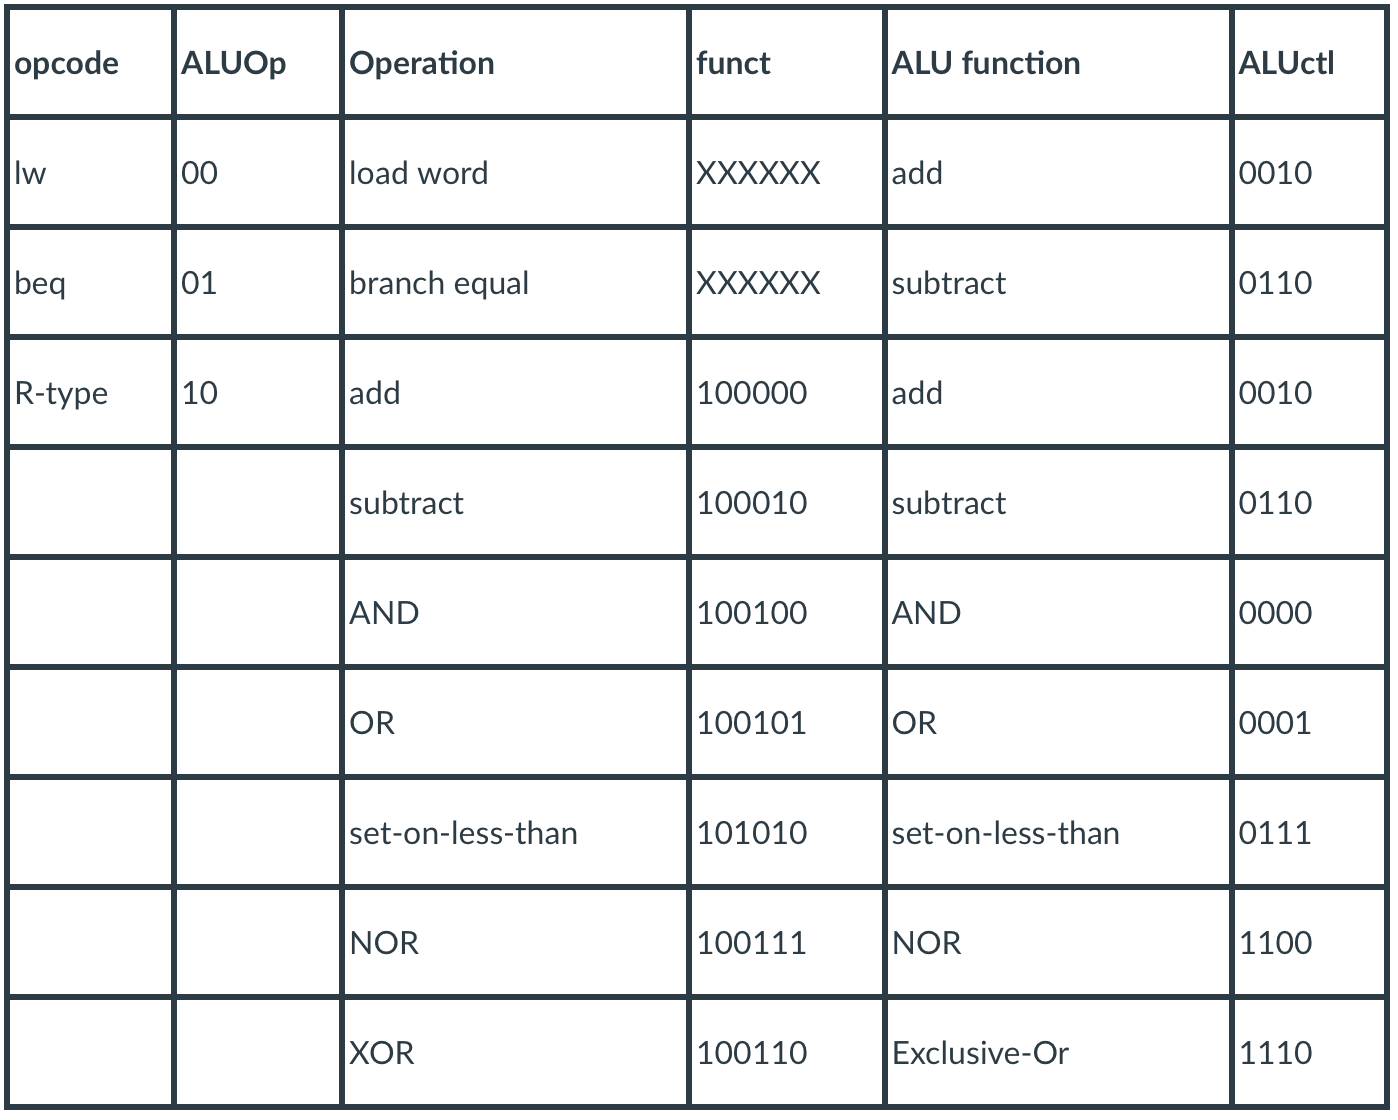 opcode ALUOp Operation funct ALU function ALUctl
lw 00 load word XXXXXX add 0010
beq 01 branch equal XXXXXX subtract 0110
R-type 10 add 100000 add 0010
subtract 100010 subtract 0110
AND 100100 AND 0000
OR 100101 OR 0001
set-on-less-than 101010 set-on-less-than 0111
NOR 100111 NOR 1100
XOR 100110 Exclusive-Or 1110